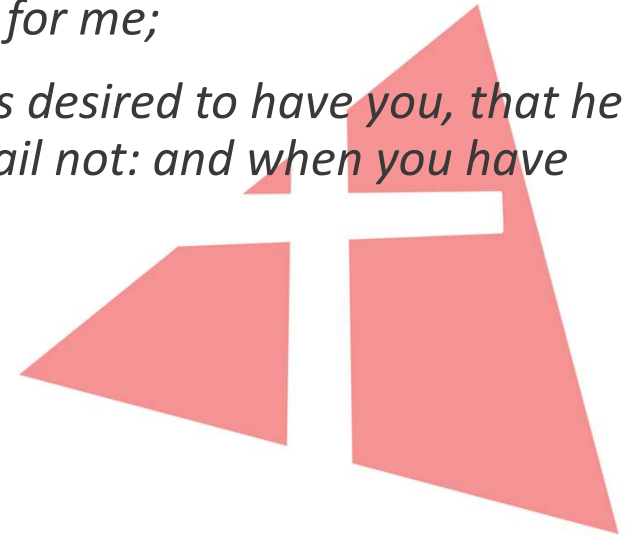 for me;
s desired to have you, that he
ail not: and when you have